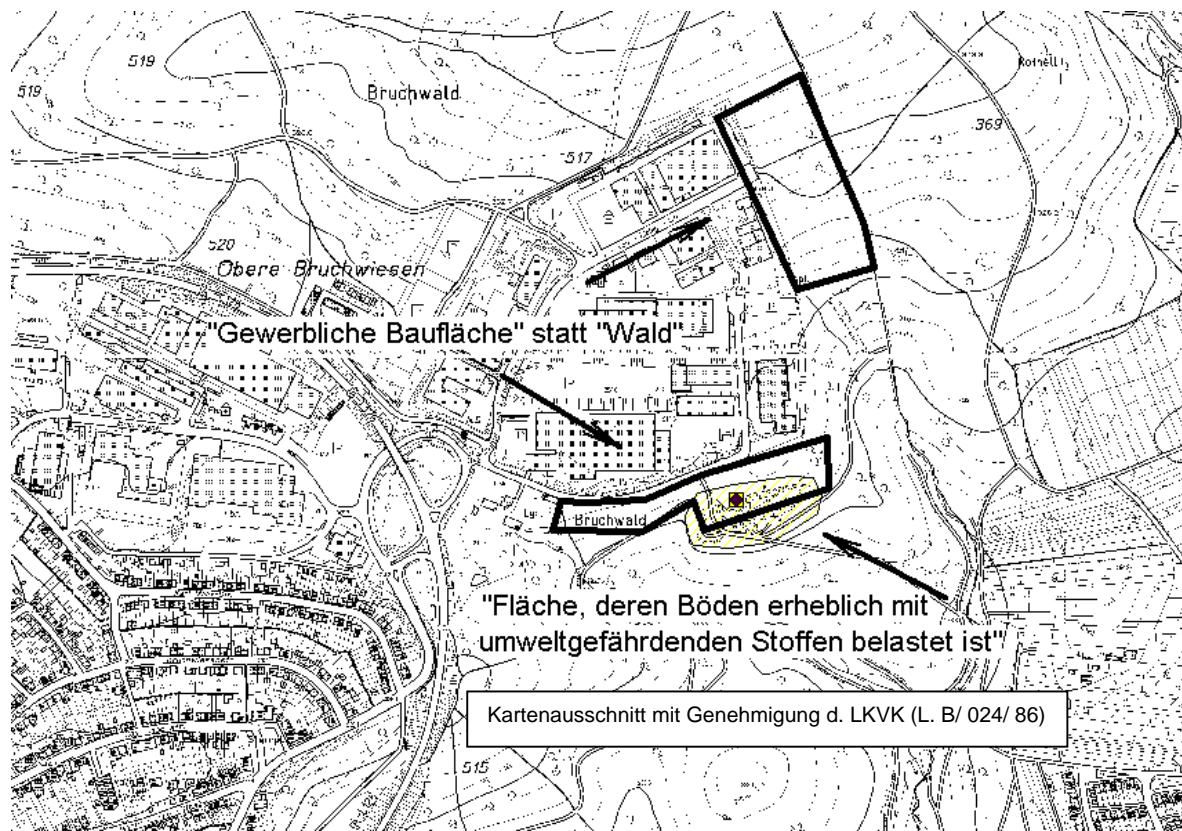 519
Bruchwald
519
517
369
520
Obere Bruchwiesen
"Gewerbliche Baufläche" statt "Wald"
Bruchwald
"Fläche, deren Böden erheblich mit
umweltgefährdenden Stoffen belastet ist"
Kartenausschnitt mit Genehmigung d. LKVK (L. B/ 024/ 86)
515